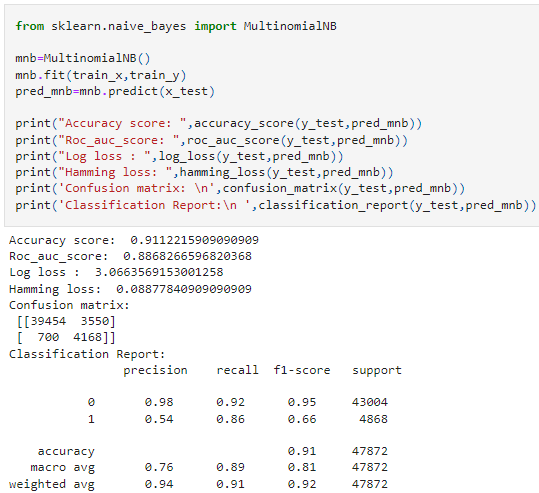 from sklearn.naive_bayes import MultinomialNB
mnb=MultinomialNB()
mnb.fit(train_x,train_y)
pred_mnb=mnb.predict(x_test)
print("Accuracy score: ",accuracy_score(y_test,pred_mnb))
print("Roc_auc_score: ",roc_auc_score(y_test,pred_mnb))
print("Log loss : ",log_loss(y_test,pred_mnb))
print("Hamming loss: ",hamming_loss(y_test,pred_mnb))
print('Confusion matrix: \n',confusion_matrix(y_test,pred_mnb))
print('Classification Report:\n ',classification_report(y_test,pred_mnb))
Accuracy score:  0.9112215909090909
Roc_auc_score:  0.8868266596820368
Log loss :  3.0663569153001258
Hamming loss:  0.08877840909090909
Confusion matrix:
 [[39454  3550]
 [  700  4168]]
Classification Report:
               precision    recall  f1-score   support
           0       0.98      0.92      0.95     43004
           1       0.54      0.86      0.66      4868
    accuracy                           0.91     47872
   macro avg       0.76      0.89      0.81     47872
weighted avg       0.94      0.91      0.92     47872